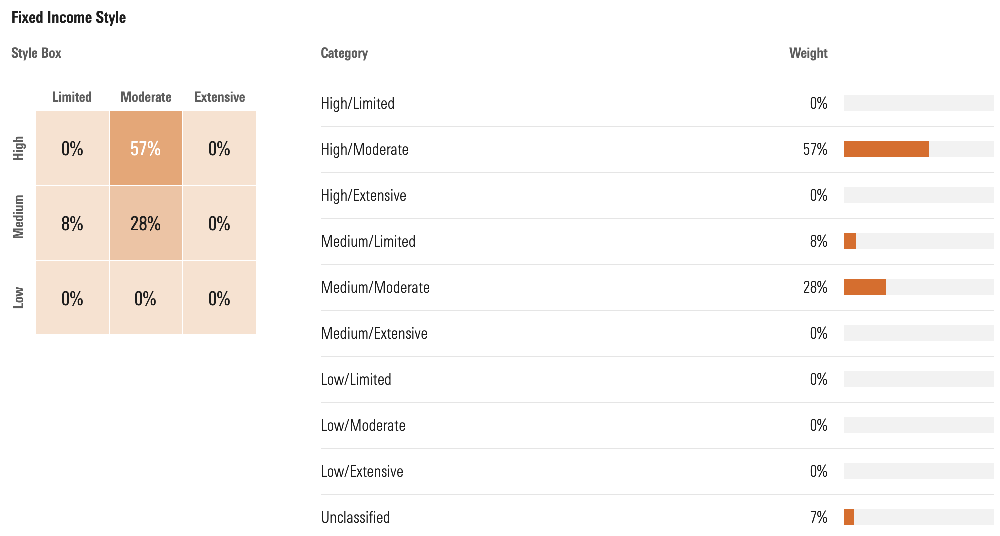 Fixed Income Style
Style Box
Limited Moderate Extensive
High 0% 57% 0%
Medium 8% 28% 0%
Low 0% 0% 0%
Category Weight
High/Limited 0%
High/Moderate 57%
High/Extensive 0%
Medium/Limited 8%
Medium/Moderate 28%
Medium/Extensive 0%
Low/Limited 0%
Low/Moderate 0%
Low/Extensive 0%
Unclassified 7%